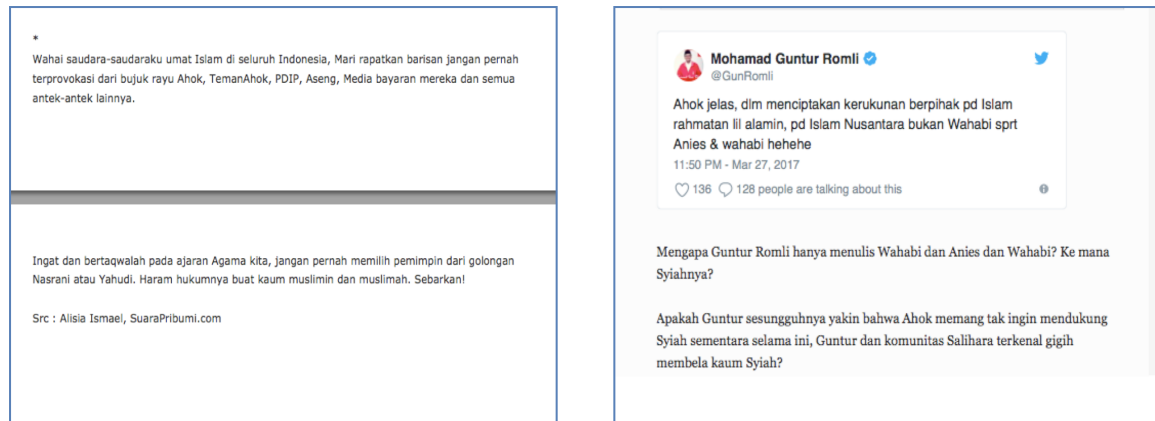 *
Wahai saudara-saudaraku umat Islam di seluruh Indonesia, Mari rapatkan barisan jangan pernah
terprovokasi dari bujuk rayu Ahok, TemanAhok, PDIP, Aseng, Media bayaran mereka dan semua
antek-antek lainnya.
Ingat dan bertaqwalah pada ajaran Agama kita, jangan pernah memilih pemimpin dari golongan
Nasrani atau Yahudi. Haram hukumnya buat kaum muslimin dan muslimah. Sebarkan!
Src : Alisia Ismael, SuaraPribumi.com
Mohamad Guntur Romli
@GunRomli
Ahok jelas, dlm menciptakan kerukunan berpihak pd Islam
rahmatan lil alamin, pd Islam Nusantara bukan Wahabi sprt
Anies & wahabi hehehe
11:50 PM - Mar 27, 2017
136 128 people are talking about this
Mengapa Guntur Romli hanya menulis Wahabi dan Anies dan Wahabi? Ke mana
Syiahnya?
Apakah Guntur sesungguhnya yakin bahwa Ahok memang tak ingin mendukung
Syiah sementara selama ini, Guntur dan komunitas Salihara terkenal gigih
membela kaum Syiah?